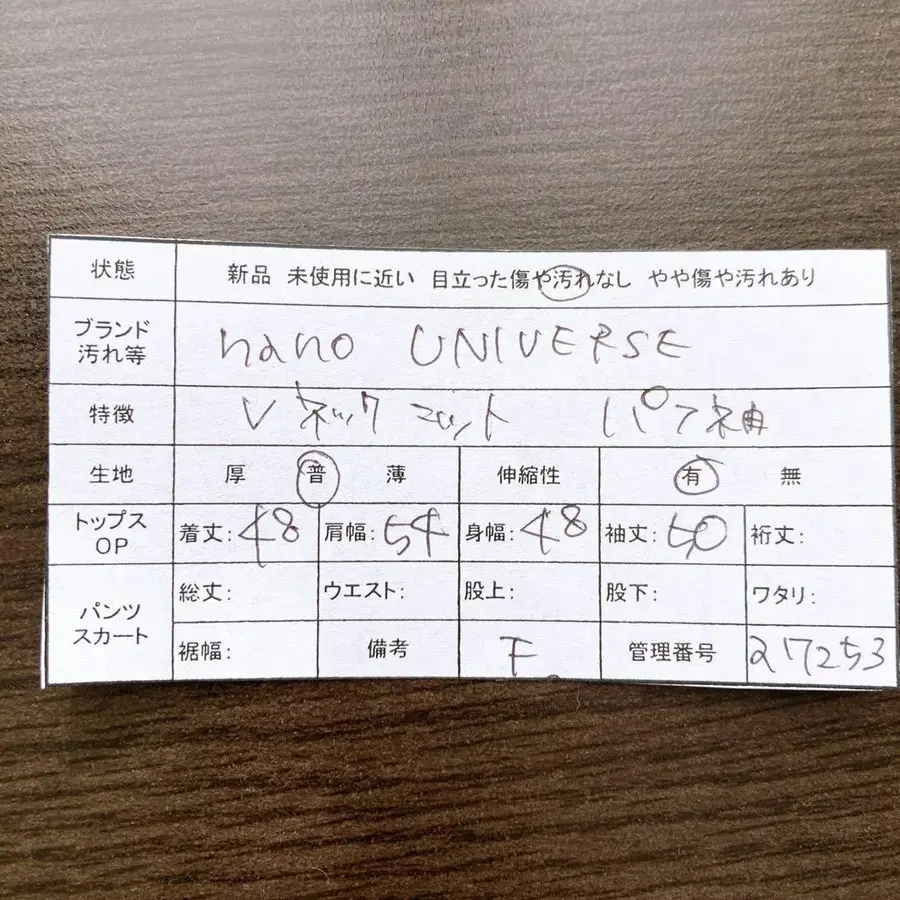 状態 新品 未使用に近い 目立った傷や汚れなし やや傷や汚れあり
ブランド
汚れ等
nano UNIVERSE
特徴 Vネック ニット パフ袖
生地 厚 普 薄 伸縮性 有 無
トップス
OP
着丈:48 肩幅:54 身幅:48 袖丈:50 裄丈:
パンツ
スカート
総丈: ウエスト: 股上: 股下: ワタリ:
裾幅: 備考 F 管理番号 27253